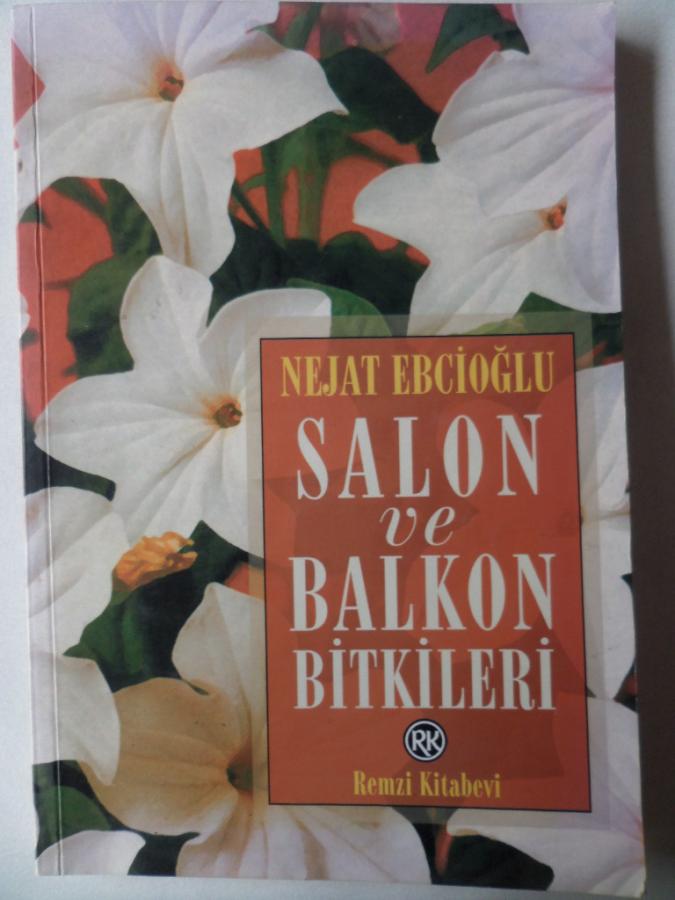 NEJAT EBCİOĞLU
SALON
ve
BALKON
BİTKİLERİ
RK
Remzi Kitabevi